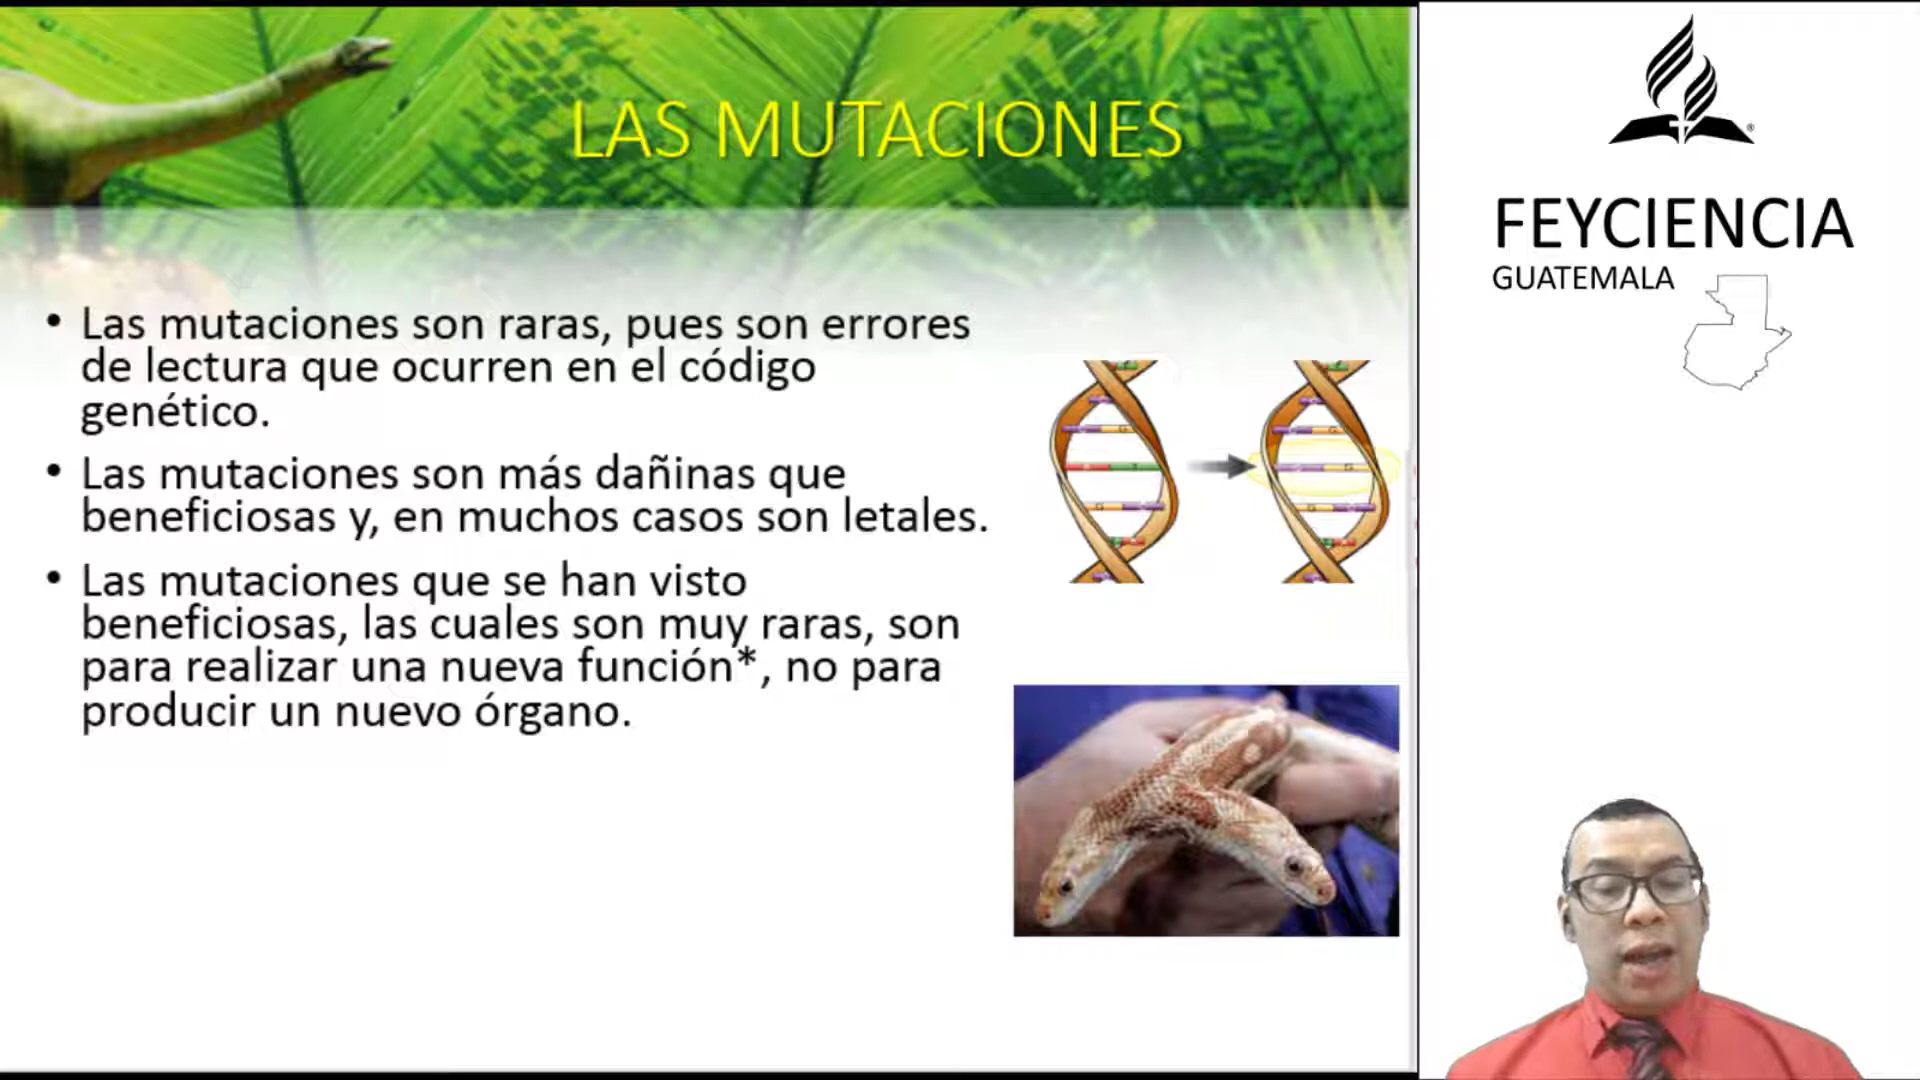 LAS MUTACIONES
• Las mutaciones son raras, pues son errores
de lectura que ocurren en el código
genético.
• Las mutaciones son más dañinas que
beneficiosas y, en muchos casos son letales.
• Las mutaciones que se han visto
beneficiosas, las cuales son muy raras, son
para realizar una nueva función*, no para
producir un nuevo órgano.
®
FEYCIENCIA
GUATEMALA